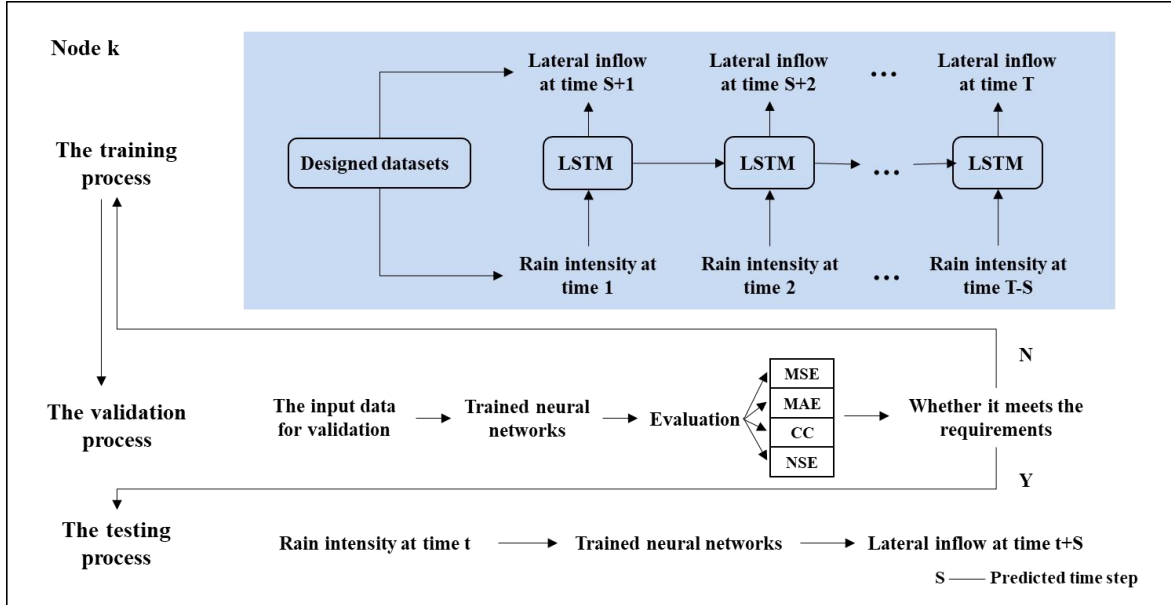 Node k
Lateral inflow
at time S+1
Lateral inflow
at time S+2
...
Lateral inflow
at time T
The training
process
Designed datasets
LSTM
LSTM
...
LSTM
Rain intensity at
time 1
Rain intensity at
time 2
...
Rain intensity at
time T-S
N
The validation
process
The input data
for validation
Trained neural
networks
Evaluation
MSE
MAE
CC
NSE
Whether it meets the
requirements
Y
The testing
process
Rain intensity at time t
Trained neural networks
Lateral inflow at time t+S
S —— Predicted time step